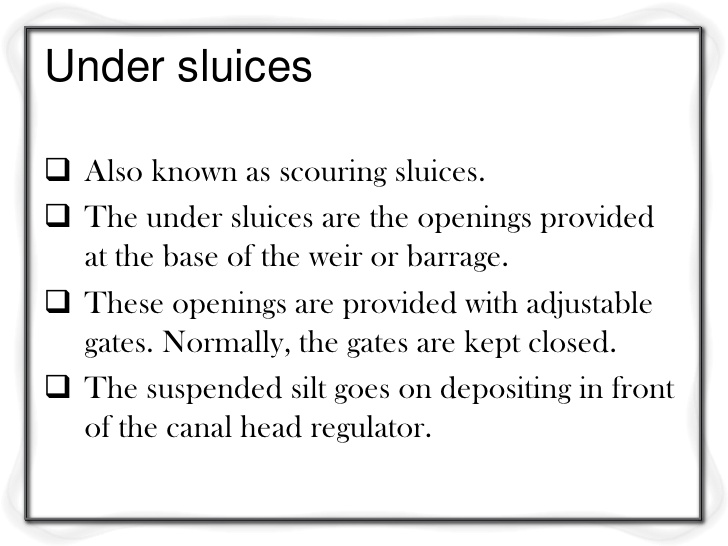 Under sluices
❑ Also known as scouring sluices.
❑ The under sluices are the openings provided
at the base of the weir or barrage.
❑ These openings are provided with adjustable
gates. Normally, the gates are kept closed.
❑ The suspended silt goes on depositing in front
of the canal head regulator.